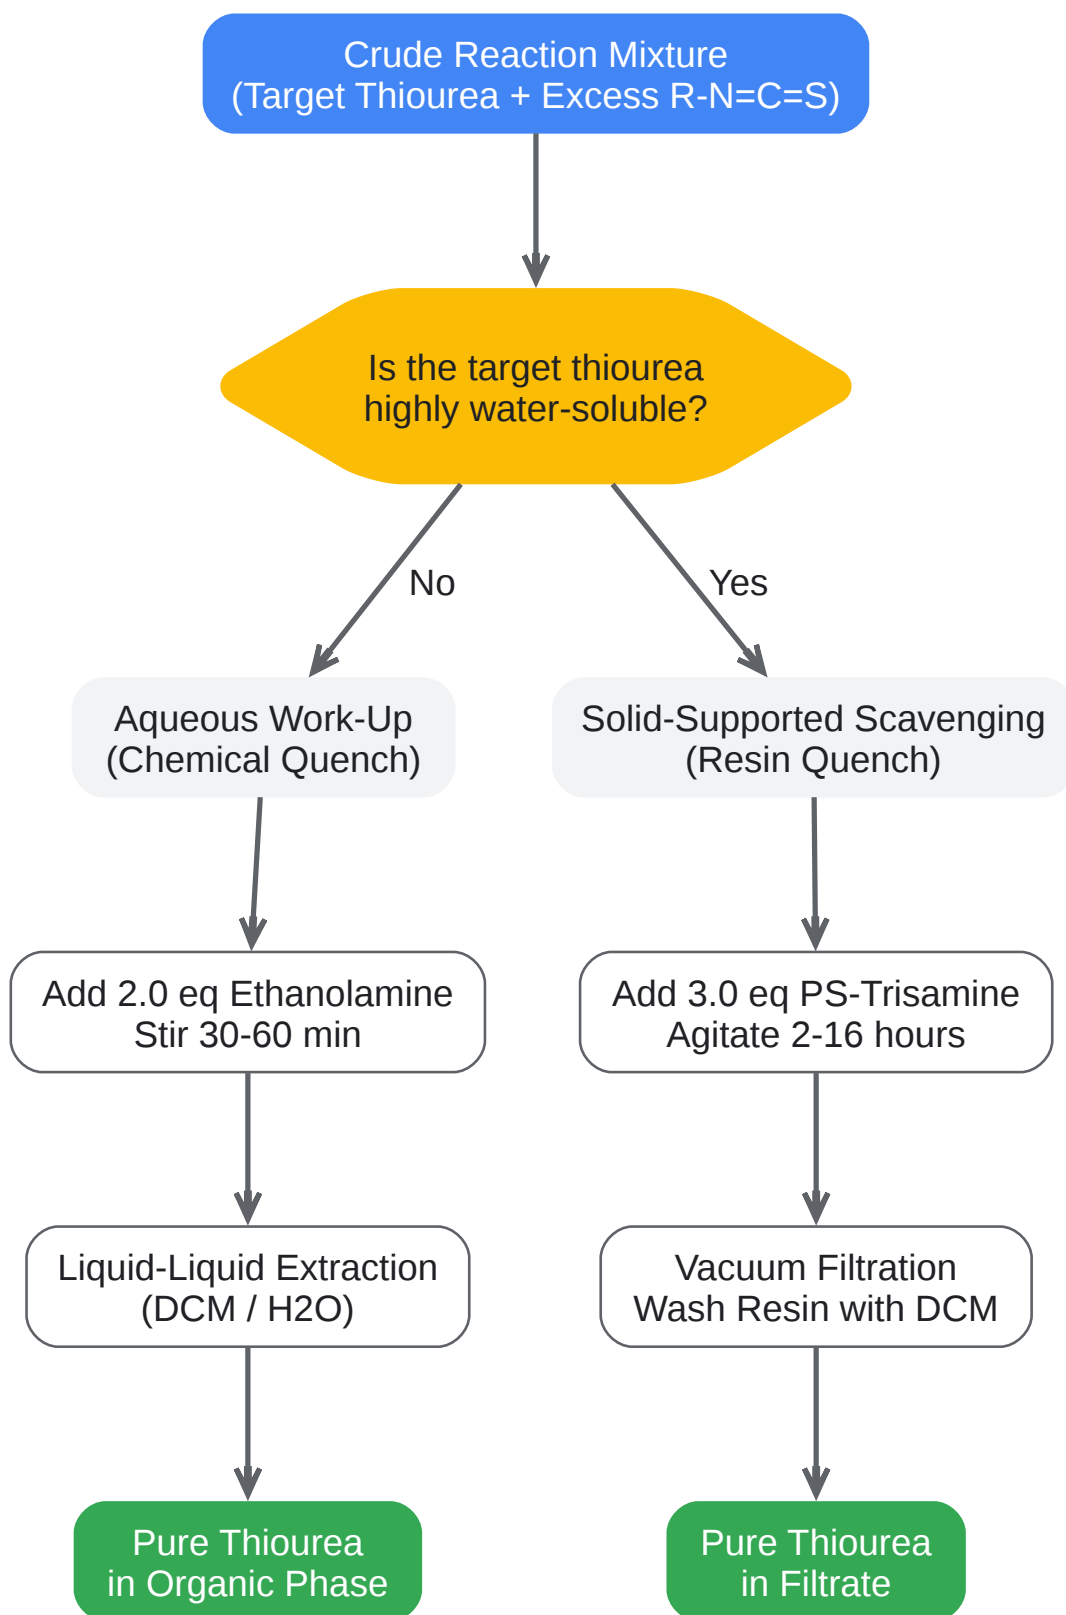 Crude Reaction Mixture
(Target Thiourea + Excess R-N=C=S)
Is the target thiourea
highly water-soluble?
No
Yes
Aqueous Work-Up
(Chemical Quench)
Solid-Supported Scavenging
(Resin Quench)
Add 2.0 eq Ethanolamine
Stir 30-60 min
Add 3.0 eq PS-Trisamine
Agitate 2-16 hours
Liquid-Liquid Extraction
(DCM / H2O)
Vacuum Filtration
Wash Resin with DCM
Pure Thiourea
in Organic Phase
Pure Thiourea
in Filtrate